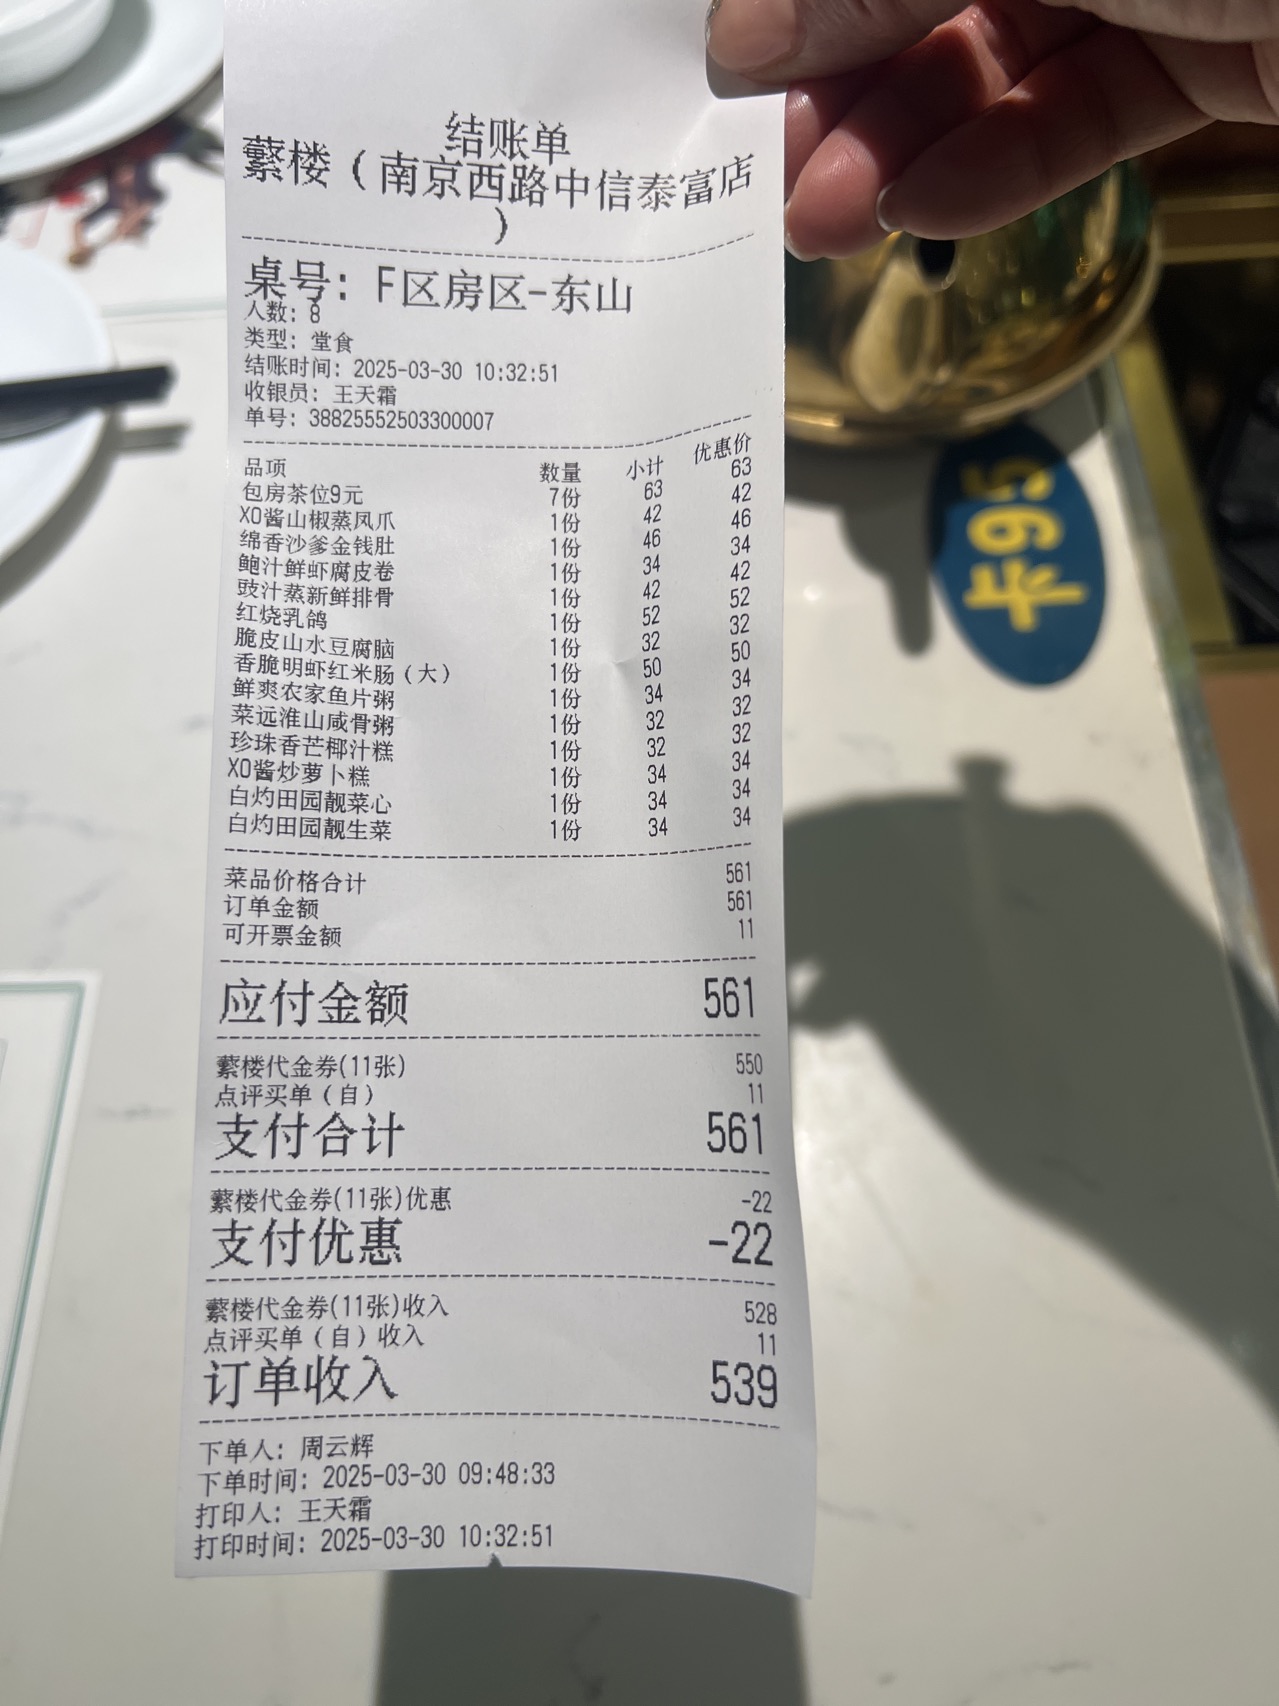 结账单
蘩楼（南京西路中信泰富店
）
桌号：F区房区-东山
人数：8
类型：堂食
结账时间：2025-03-30 10:32:51
收银员：王天霜
单号：38825552503300007
品项 数量 小计 优惠价
包房茶位9元 7份 63 63
XO酱山椒蒸凤爪 1份 42 42
绵香沙爹金钱肚 1份 46 46
鲍汁鲜虾腐皮卷 1份 34 34
豉汁蒸新鲜排骨 1份 42 42
红烧乳鸽 1份 52 52
脆皮山水豆腐脑 1份 32 32
香脆明虾红米肠（大） 1份 50 50
鲜爽农家鱼片粥 1份 34 34
菜远淮山咸骨粥 1份 32 32
珍珠香芒椰汁糕 1份 32 32
XO酱炒萝卜糕 1份 34 34
白灼田园靓菜心 1份 34 34
白灼田园靓生菜 1份 34 34
菜品价格合计 561
订单金额 561
可开票金额 11
应付金额 561
蘩楼代金券(11张) 550
点评买单（自） 11
支付合计 561
蘩楼代金券(11张)优惠 -22
支付优惠 -22
蘩楼代金券(11张)收入 528
点评买单（自）收入 11
订单收入 539
下单人：周云辉
下单时间：2025-03-30 09:48:33
打印人：王天霜
打印时间：2025-03-30 10:32:51
卡95